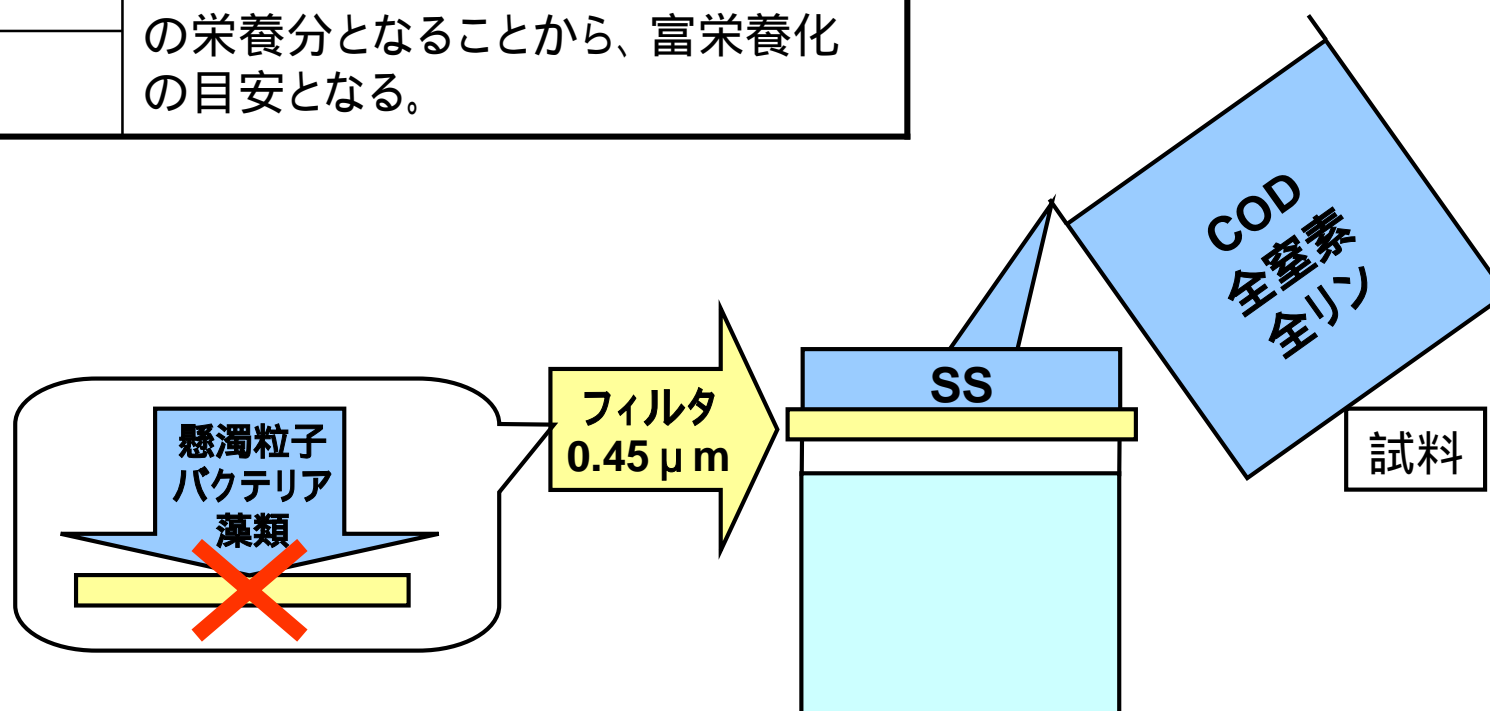 の栄養分となることから、富栄養化
の目安となる。
COD
全窒素
全リン
SS
フィルタ
0.45μm
試料
懸濁粒子
バクテリア
藻類